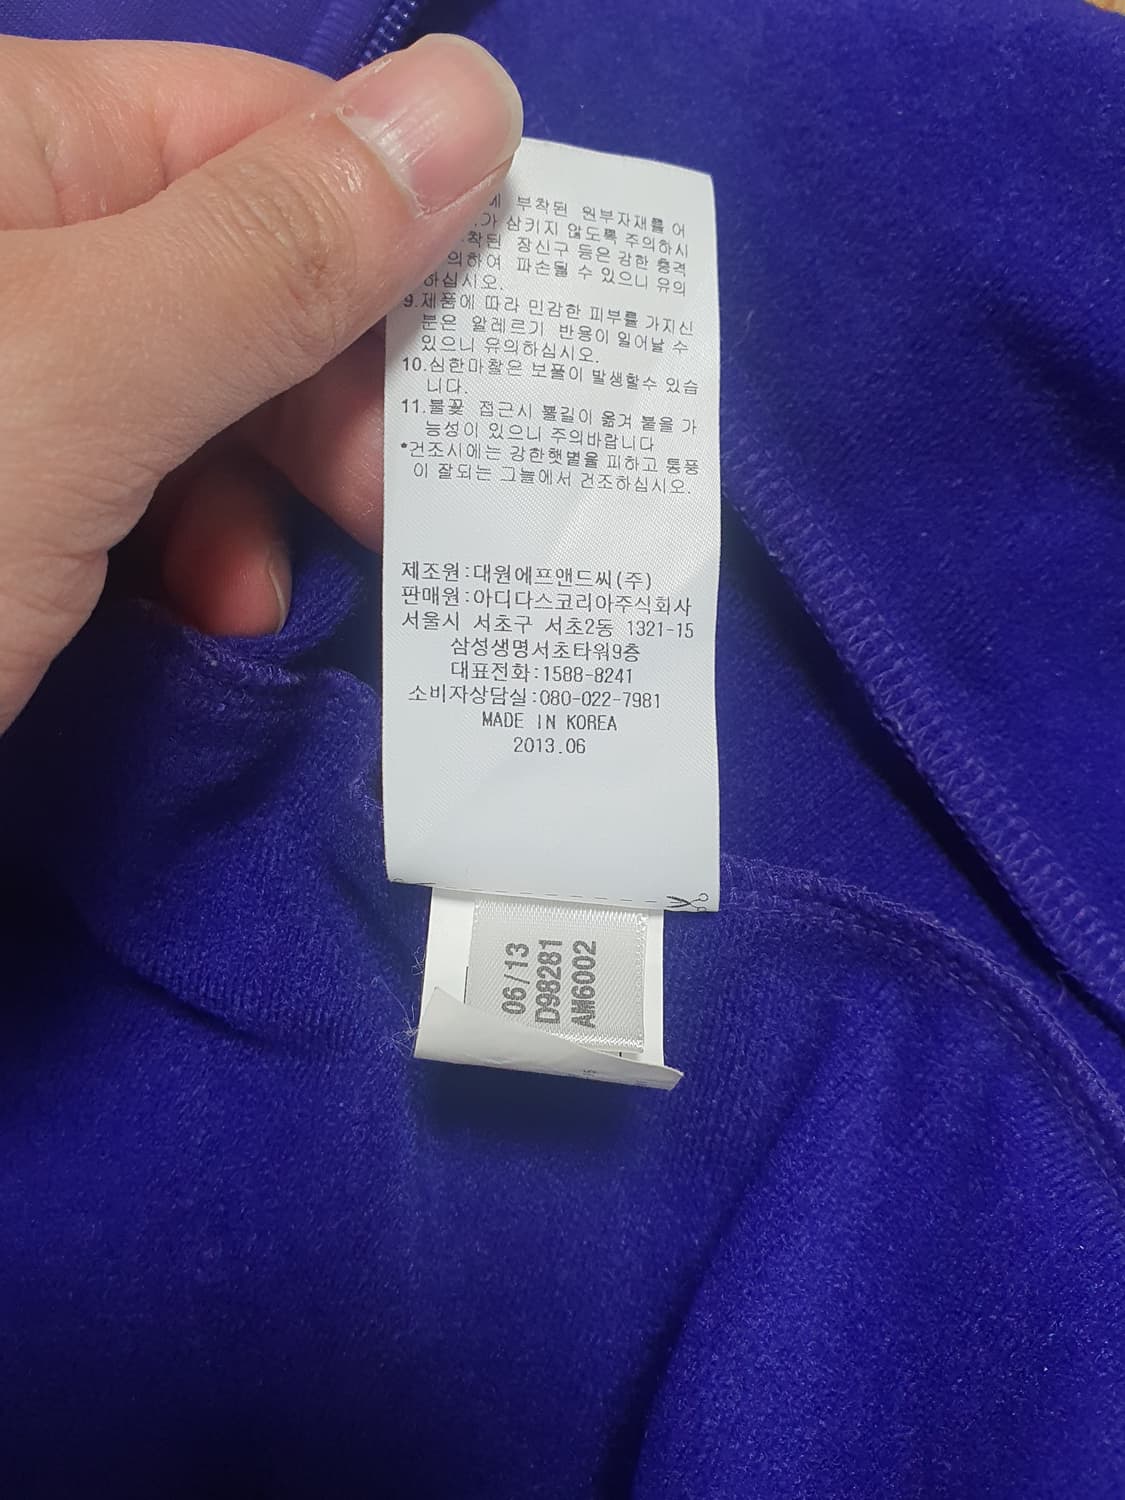 에 부착된 원부자재를 어
가 삼키지 않도록 주의하시
착된 장신구 등은 강한 충격
의하여 파손될 수 있으니 유의
하십시오.
9.제품에 따라 민감한 피부를 가지신
분은 알레르기 반응이 일어날 수
있으니 유의하십시오.
10.심한마찰은 보풀이 발생할수 있습
니다.
11.불꽃 접근시 불길이 옮겨 붙을 가
능성이 있으니 주의바랍니다
*건조시에는 강한햇볕을 피하고 통풍
이 잘되는 그늘에서 건조하십시오.
제조원:대원에프앤드씨(주)
판매원:아디다스코리아주식회사
서울시 서초구 서초2동 1321-15
삼성생명서초타워9층
대표전화:1588-8241
소비자상담실:080-022-7981
MADE IN KOREA
2013.06
06/13
D98281
AM6002